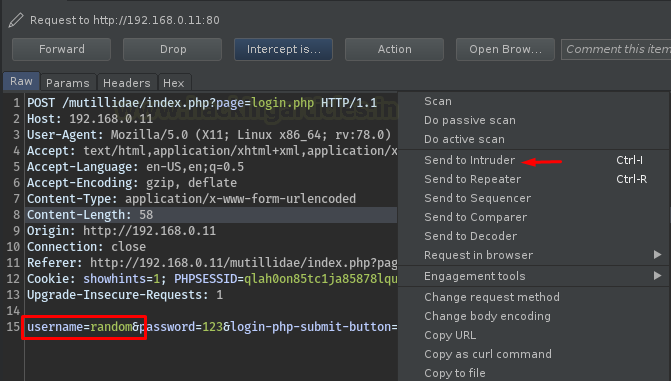 Request to http://192.168.0.11:80
Forward
Drop
Intercept is...
Action
Open Brow...
Comment this item
Raw
Params
Headers
Hex
1 POST /mutillidae/index.php?page=login.php HTTP/1.1
2 Host: 192.168.0.11
3 User-Agent: Mozilla/5.0 (X11; Linux x86_64; rv:78.0)
4 Accept: text/html,application/xhtml+xml,application/x
5 Accept-Language: en-US,en;q=0.5
6 Accept-Encoding: gzip, deflate
7 Content-Type: application/x-www-form-urlencoded
8 Content-Length: 58
9 Origin: http://192.168.0.11
10 Connection: close
11 Referer: http://192.168.0.11/mutillidae/index.php?pag
12 Cookie: showhints=1; PHPSESSID=qlah0on85tc1ja85878lqu
13 Upgrade-Insecure-Requests: 1
14
15 username=random&password=123&login-php-submit-button=
Scan
Do passive scan
Do active scan
Send to Intruder Ctrl-I
Send to Repeater Ctrl-R
Send to Sequencer
Send to Comparer
Send to Decoder
Request in browser
Engagement tools
Change request method
Change body encoding
Copy URL
Copy as curl command
Copy to file